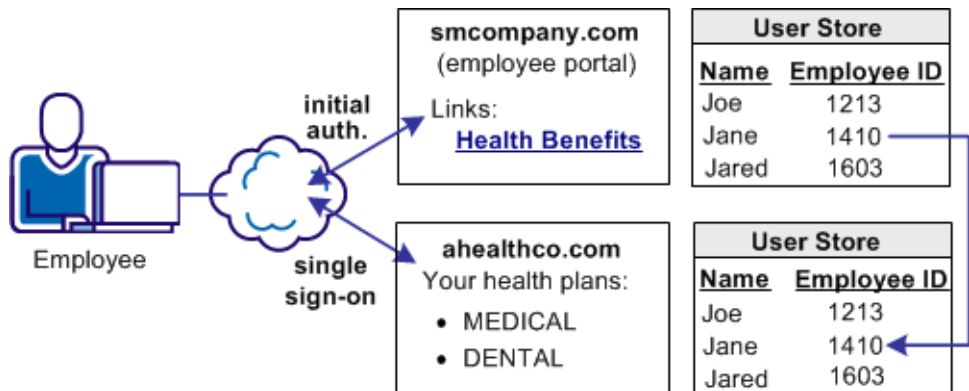 Employee
initial
auth.
single
sign-on
smcompany.com
(employee portal)
Links:
Health Benefits
User Store
Name Employee ID
Joe 1213
Jane 1410
Jared 1603
ahealthco.com
Your health plans:
• MEDICAL
• DENTAL
User Store
Name Employee ID
Joe 1213
Jane 1410
Jared 1603